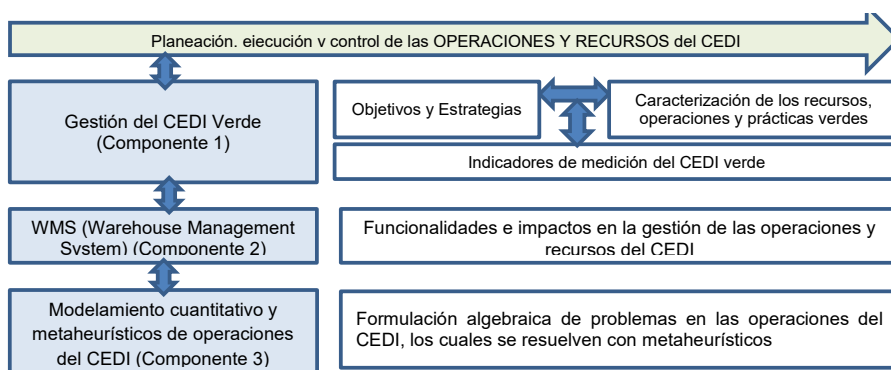 Planeación. ejecución y control de las OPERACIONES Y RECURSOS del CEDI
Gestión del CEDI Verde
(Componente 1)
Objetivos y Estrategias
Caracterización de los recursos,
operaciones y prácticas verdes
Indicadores de medición del CEDI verde
WMS (Warehouse Management
System) (Componente 2)
Funcionalidades e impactos en la gestión de las operaciones y
recursos del CEDI
Modelamiento cuantitativo y
metaheurísticos de operaciones
del CEDI (Componente 3)
Formulación algebraica de problemas en las operaciones del
CEDI, los cuales se resuelven con metaheurísticos